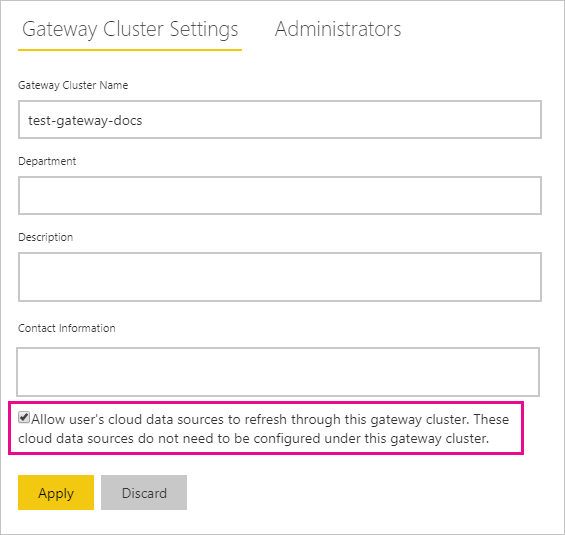 Gateway Cluster Settings Administrators
Gateway Cluster Name
test-gateway-docs
Department
Description
Contact Information
Allow user's cloud data sources to refresh through this gateway cluster. These
cloud data sources do not need to be configured under this gateway cluster.
Apply Discard